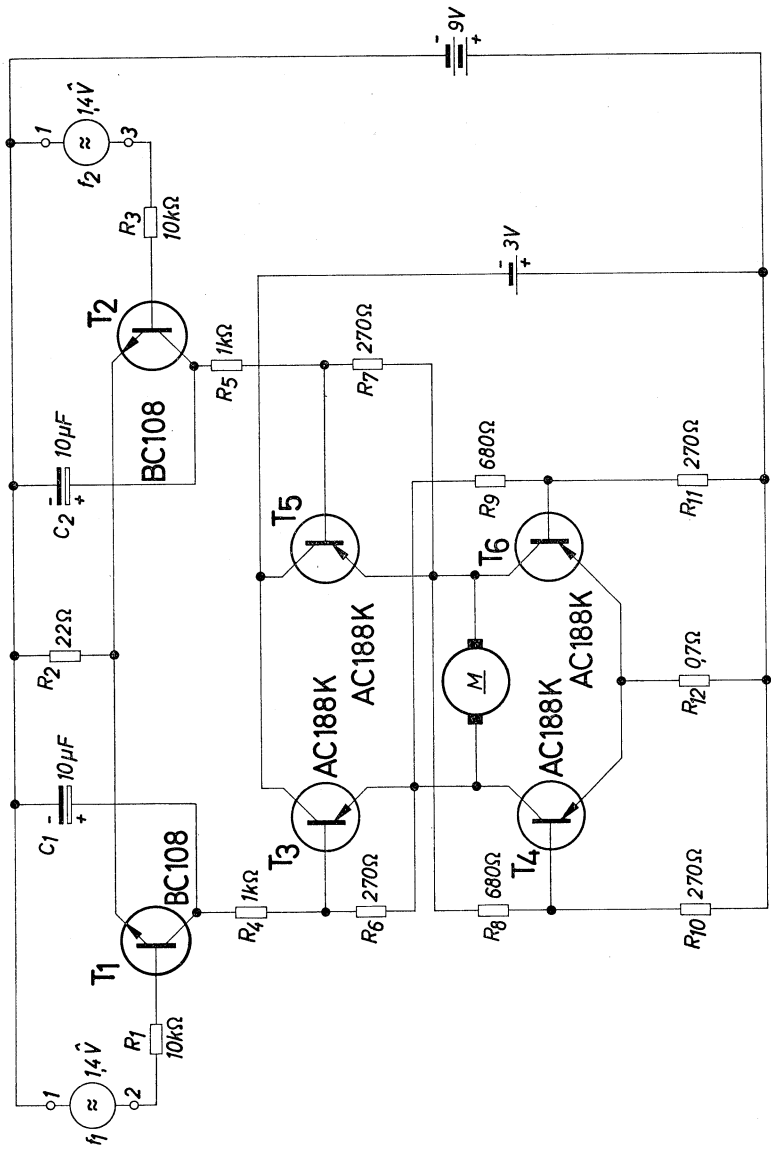 1
1,4V̂
f1
2
R1
10kΩ
T1
BC108
C1
-
+
10µF
R2
22Ω
C2
-
+
10µF
BC108
T2
R3
10kΩ
1
1,4V̂
f2
3
R4
1kΩ
R5
1kΩ
T3
AC188K
T5
AC188K
R6
270Ω
R7
270Ω
-
3V
+
-
9V
+
M
R8
680Ω
R9
680Ω
T4
AC188K
T6
AC188K
R10
270Ω
R12
0,7Ω
R11
270Ω